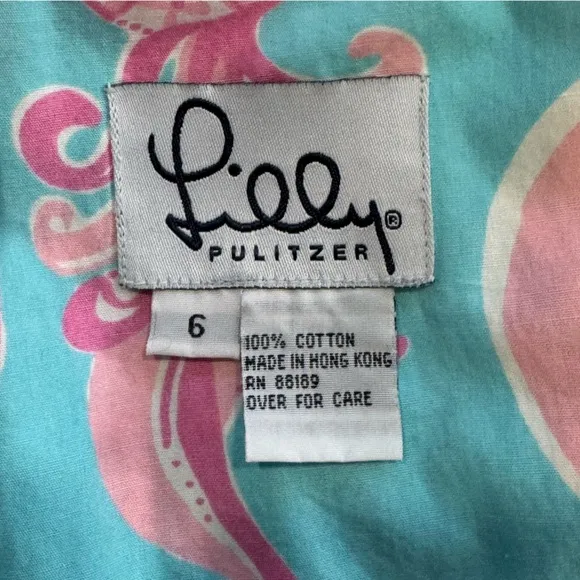 Lilly®
PULITZER
6
100% COTTON
MADE IN HONG KONG
RN 88189
OVER FOR CARE